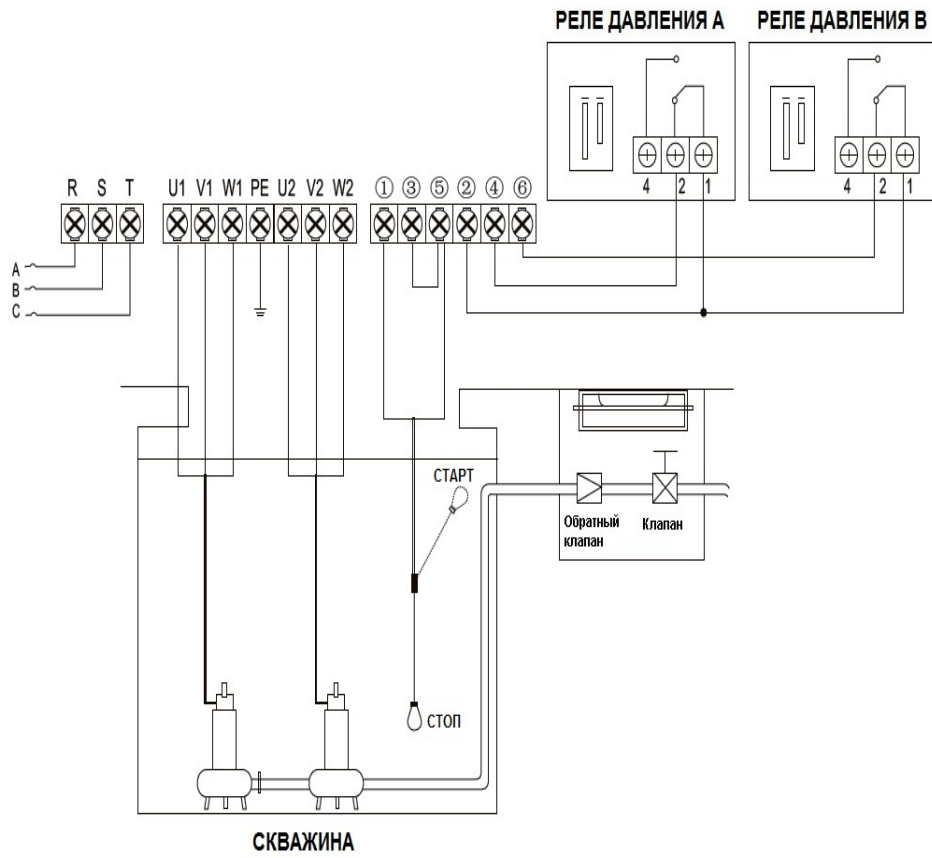 РЕЛЕ ДАВЛЕНИЯ А РЕЛЕ ДАВЛЕНИЯ В
4 2 1 4 2 1
R S T U1 V1 W1 PE U2 V2 W2 ① ③ ⑤ ② ④ ⑥
A
B
C
СТАРТ
Обратный клапан
Клапан
СТОП
СКВАЖИНА